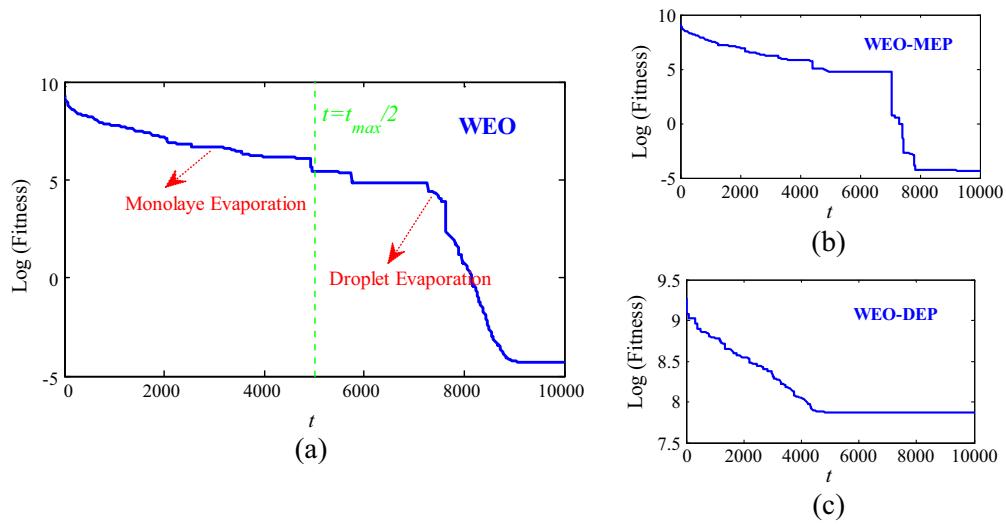 10
5
0
-5
0
2000
4000
6000
8000
10000
Log (Fitness)
t
t=t_max/2
WEO
Monolaye Evaporation
Droplet Evaporation
(a)
10
5
0
-5
0
2000
4000
6000
8000
10000
Log (Fitness)
t
WEO-MEP
(b)
9.5
9
8.5
8
7.5
0
2000
4000
6000
8000
10000
Log (Fitness)
t
WEO-DEP
(c)